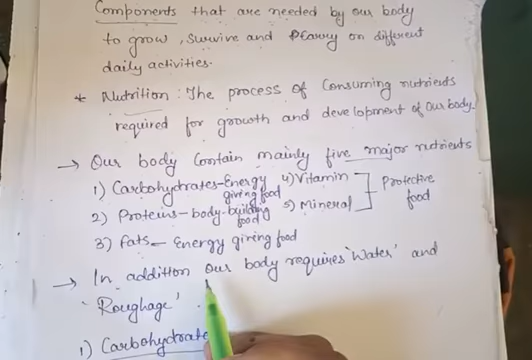 Components that are needed by our body
to grow, survive and carry on different
daily activities.
* Nutrition : The process of Consuming nutrients
required for growth and development of our body.
→ Our body Contain mainly five major nutrients
1) Carbohydrates - Energy giving food
2) Proteins - body-building food
3) fats - Energy giving food
4) Vitamin
5) Mineral
Protective food
→ In addition our body requires 'Water' and
'Roughage'.
1) Carbohydrate